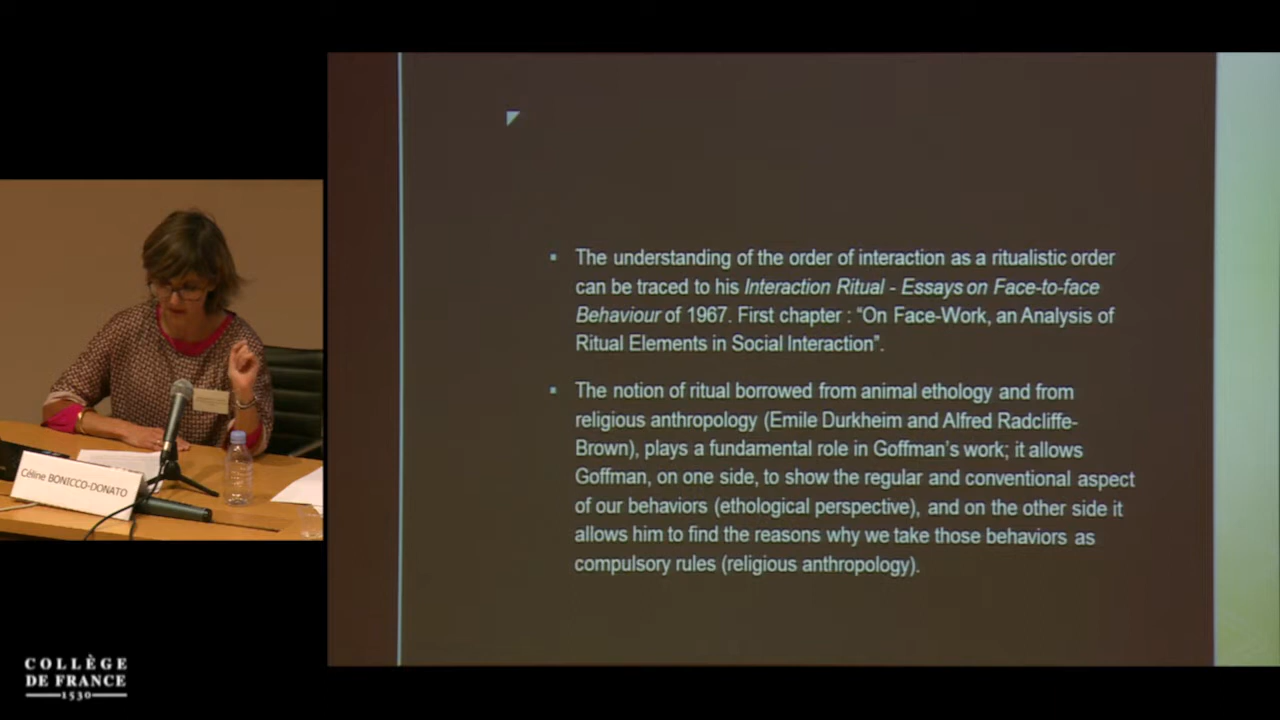 The understanding of the order of interaction as a ritualistic order
can be traced to his Interaction Ritual - Essays on Face-to-face
Behaviour of 1967. First chapter : “On Face-Work, an Analysis of
Ritual Elements in Social Interaction”.
The notion of ritual borrowed from animal ethology and from
religious anthropology (Emile Durkheim and Alfred Radcliffe-
Brown), plays a fundamental role in Goffman’s work; it allows
Goffman, on one side, to show the regular and conventional aspect
of our behaviors (ethological perspective), and on the other side it
allows him to find the reasons why we take those behaviors as
compulsory rules (religious anthropology).
Céline BONICCO-DONATO
COLLÈGE
DE FRANCE
1530